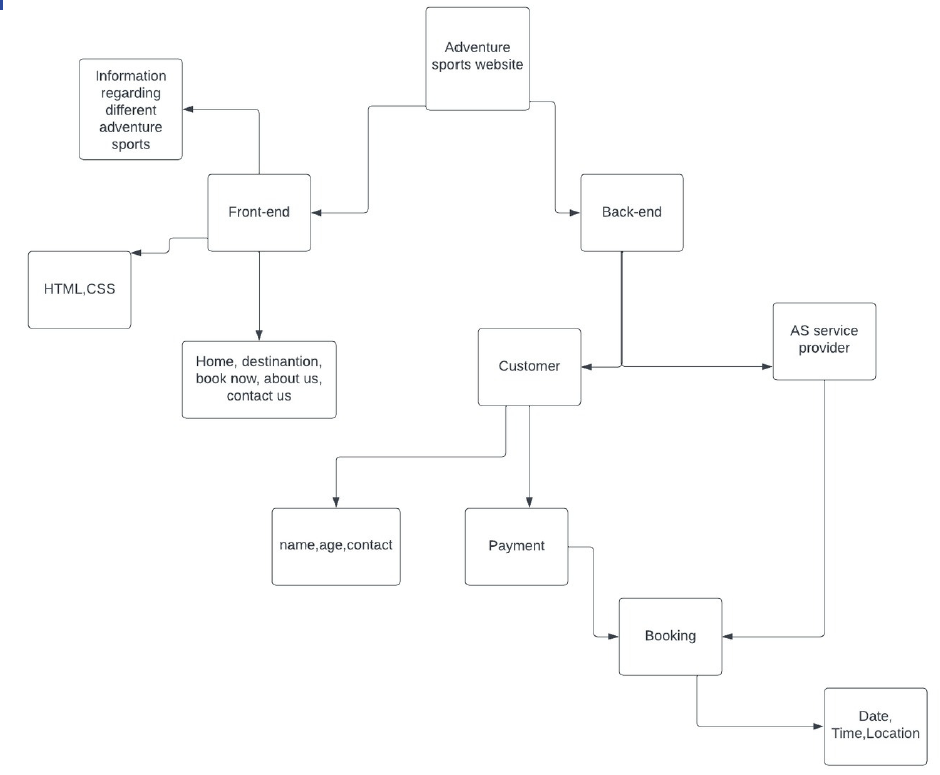 Adventure
sports website
Information
regarding
different
adventure
sports
Front-end
Back-end
HTML,CSS
AS service
provider
Home, destinantion,
book now, about us,
contact us
Customer
name,age,contact
Payment
Booking
Date,
Time,Location